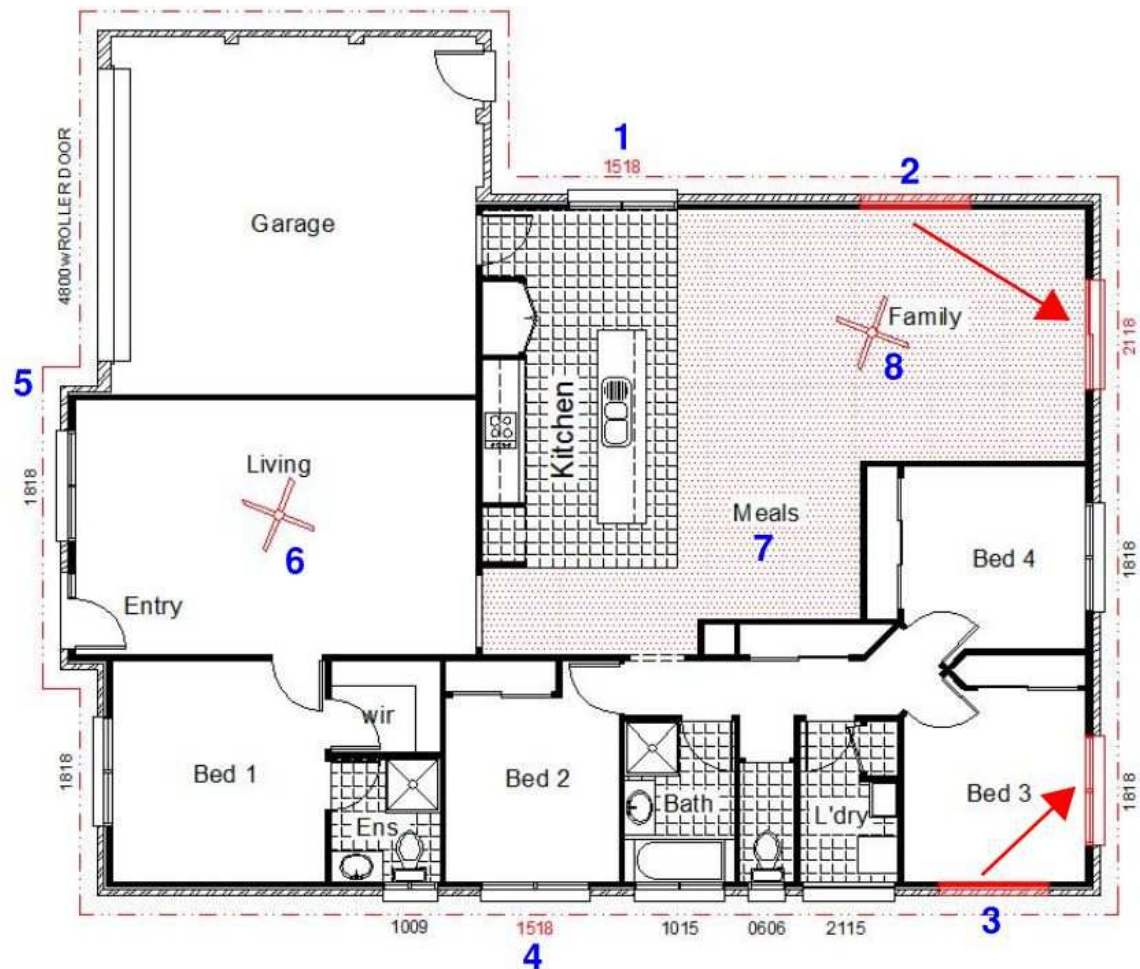 1
1518
2
4800wROLLER DOOR
Garage
Family
8
2118
5
Kitchen
Living
6
1818
Meals
7
Bed 4
1818
Entry
wir
Bed 1
1818
Bed 2
Bath
Ens
L'dry
Bed 3
1818
1009
1518
1015
0606
2115
3
4